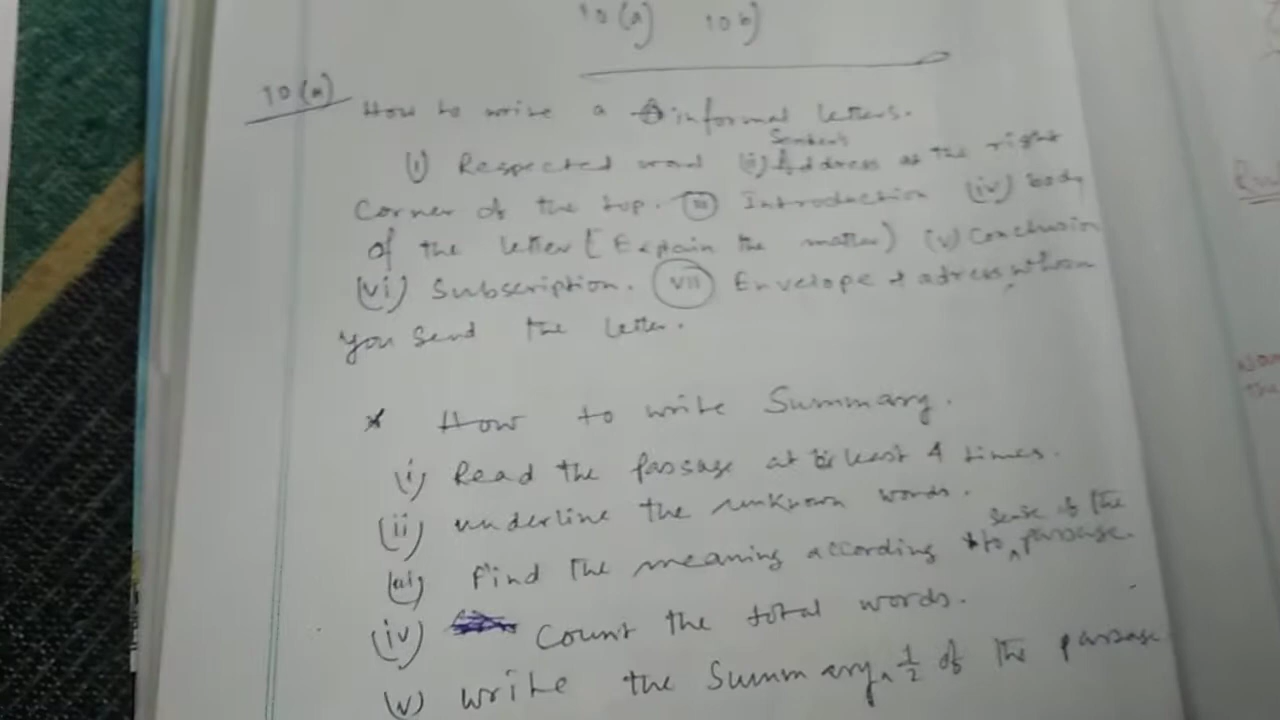 10(a) 10 b)
10(a) How to write a informal letters.
(i) Respected word (ii) Sender's Address at the right
Corner of the top. (iii) Introduction (iv) body
of the letter [Explain the matter) (v) Conclusion
(vi) Subscription. (vii) Envelope & adress whom
you send the letter.
* How to write Summary.
(i) Read the passage at least 4 times.
(ii) underline the unknown words.
(iii) Find the meaning according to sense of the passage.
(iv) Count the total words.
(v) write the Summary 1/2 of the passage